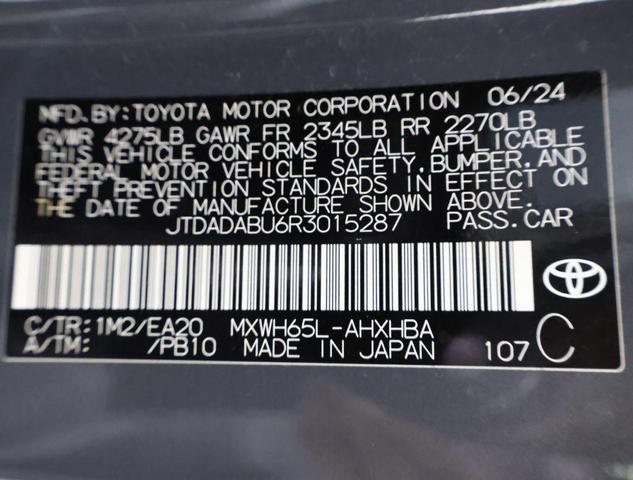 MFD. BY: TOYOTA MOTOR CORPORATION 06/24
GVWR 4275LB GAWR FR 2345LB RR 2270LB
THIS VEHICLE CONFORMS TO ALL APPLICABLE
FEDERAL MOTOR VEHICLE SAFETY, BUMPER, AND
THEFT PREVENTION STANDARDS IN EFFECT ON
THE DATE OF MANUFACTURE SHOWN ABOVE.
JTDADABU6R3015287 PASS. CAR
C/TR: 1M2/EA20 MXWH65L-AHXHBA
A/TM: /PB10 MADE IN JAPAN 107 C